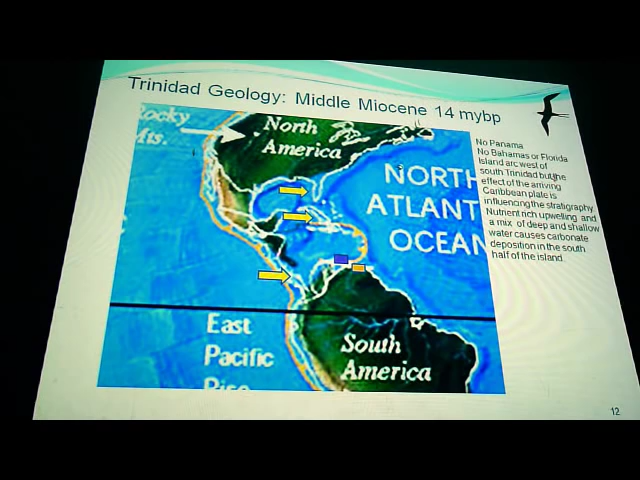 Trinidad Geology: Middle Miocene 14 mybp
Rocky
Mts.
North
America
NORTH
ATLANT
OCEAN
East
Pacific
Rise
South
America
No Panama
No Bahamas or Florida
Island arc west of
south Trinidad but the
effect of the arriving
Caribbean plate is
influencing the stratigraphy
Nutrient rich upwelling and
a mix of deep and shallow
water causes carbonate
deposition in the south
half of the island.
12